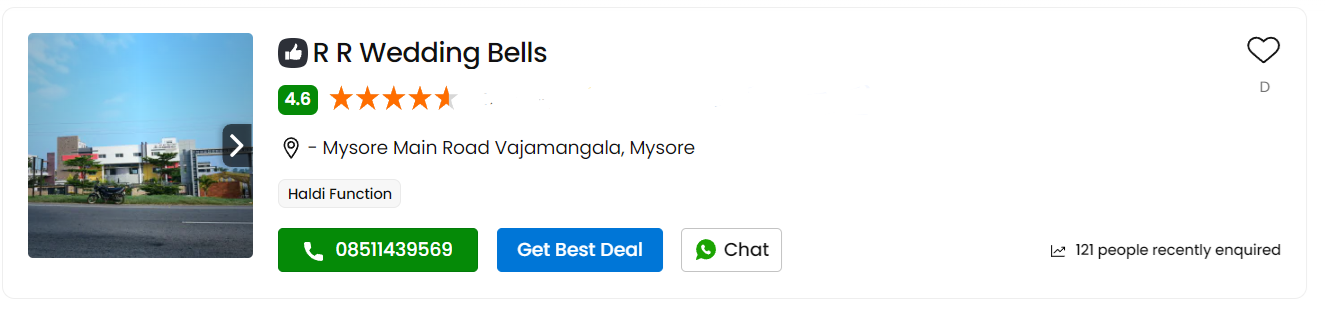 R R Wedding Bells
4.6
- Mysore Main Road Vajamangala, Mysore
Haldi Function
08511439569 Get Best Deal Chat
121 people recently enquired
D